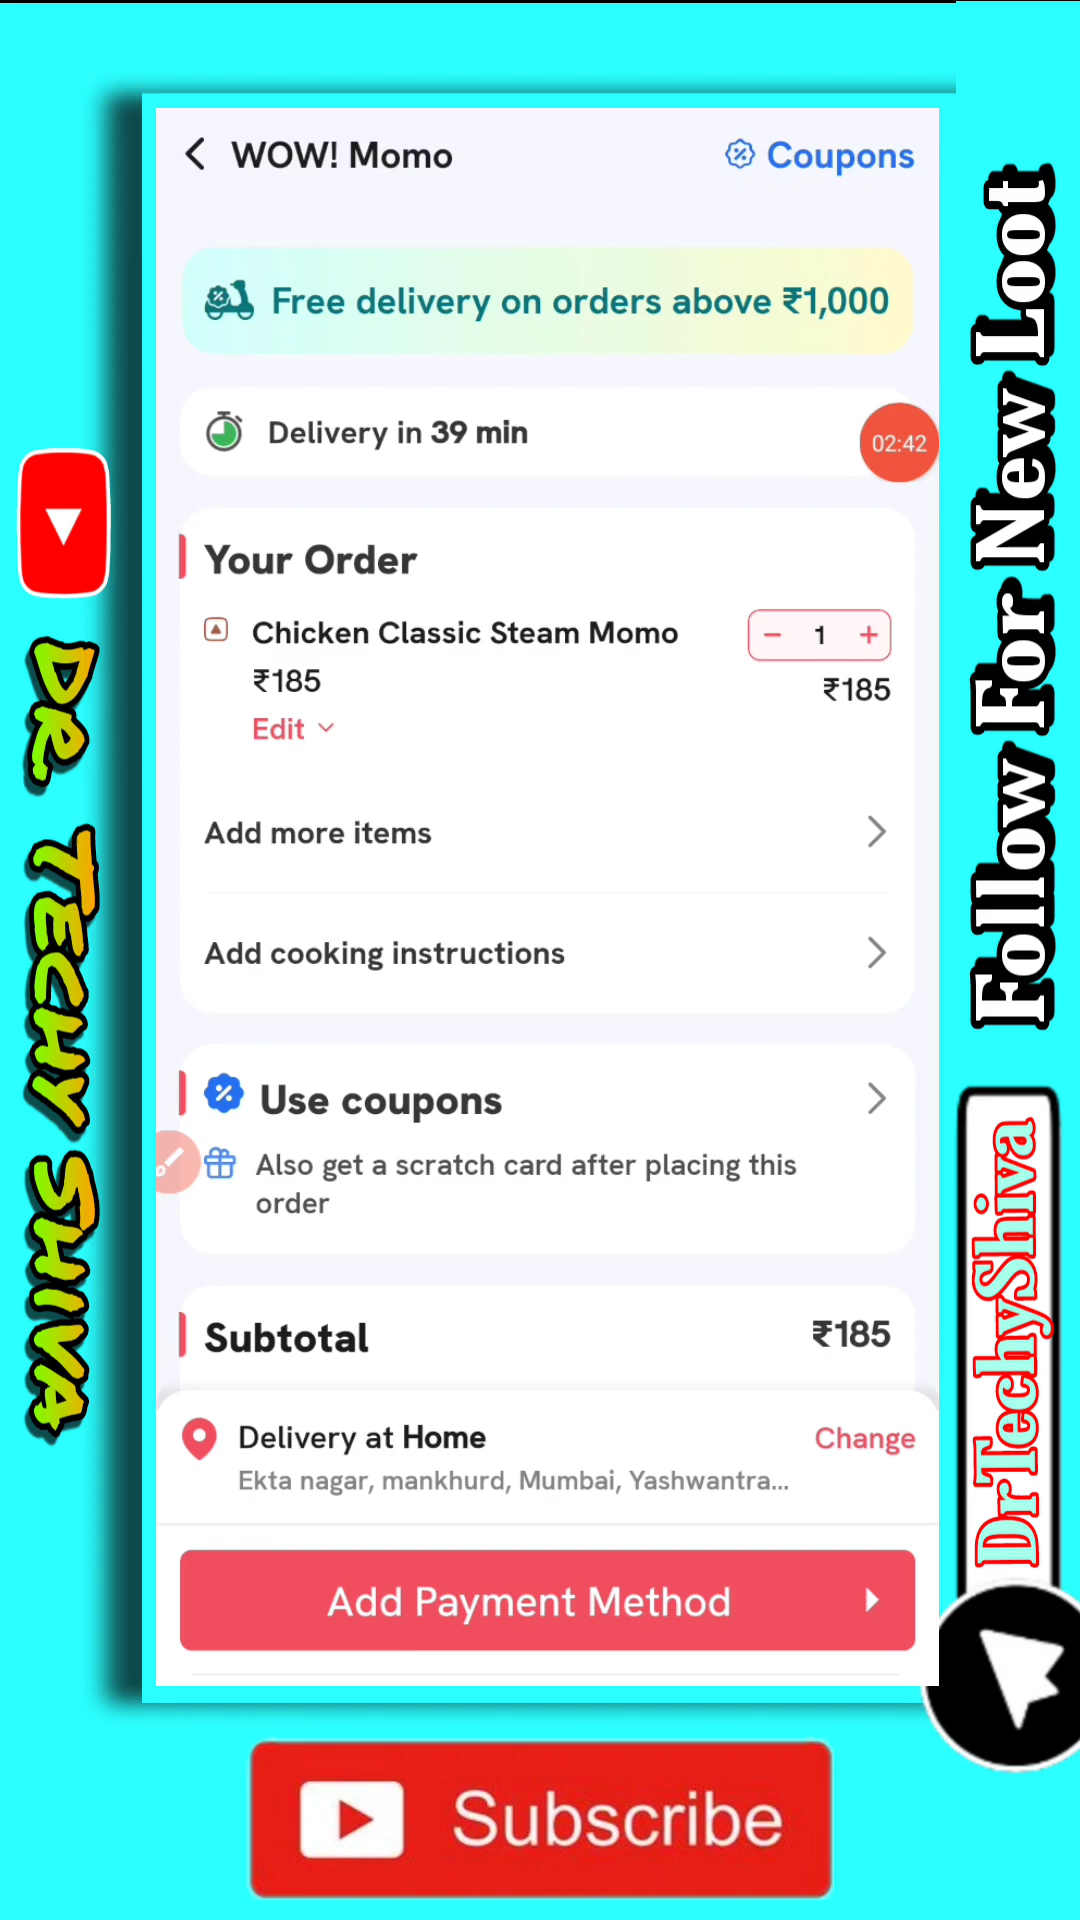 WOW! Momo
Coupons
Free delivery on orders above ₹1,000
Delivery in 39 min
02:42
Your Order
Chicken Classic Steam Momo
− 1 +
₹185
₹185
Edit
Add more items
Add cooking instructions
Use coupons
Also get a scratch card after placing this
order
Subtotal
₹185
Delivery at Home
Change
Ekta nagar, mankhurd, Mumbai, Yashwantra...
Add Payment Method
Subscribe
DR. TECHY SHIVA
Follow For New Loot
DrTechyShiva